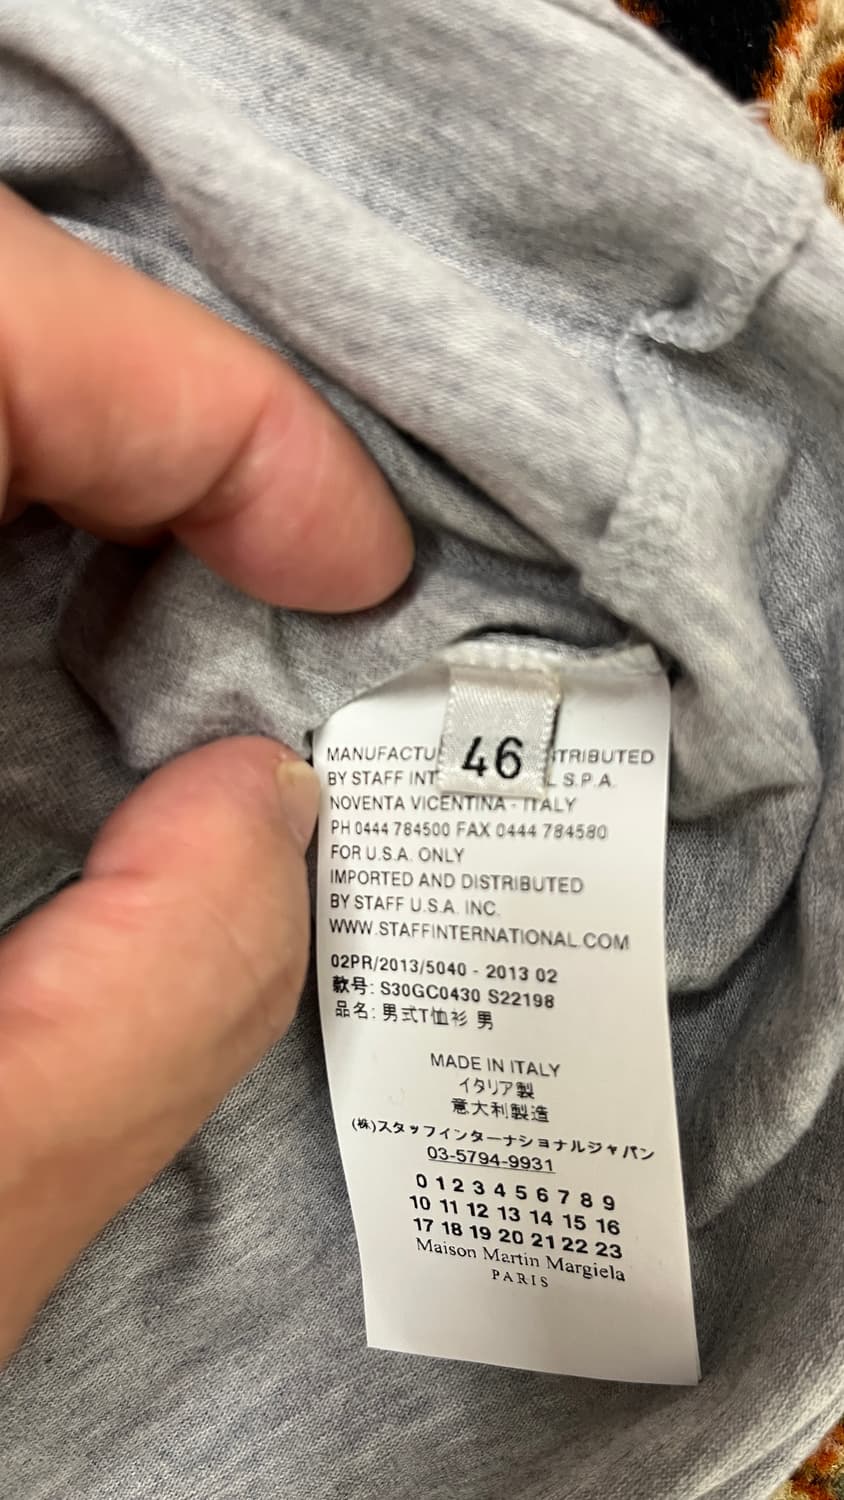 46
MANUFACTU TRIBUTED
BY STAFF INT L S.P.A.
NOVENTA VICENTINA - ITALY
PH 0444 784500 FAX 0444 784580
FOR U.S.A. ONLY
IMPORTED AND DISTRIBUTED
BY STAFF U.S.A. INC.
WWW.STAFFINTERNATIONAL.COM
02PR/2013/5040 - 2013 02
款号: S30GC0430 S22198
品名: 男式T恤衫 男
MADE IN ITALY
イタリア製
意大利製造
(株)スタッフインターナショナルジャパン
03-5794-9931
0 1 2 3 4 5 6 7 8 9
10 11 12 13 14 15 16
17 18 19 20 21 22 23
Maison Martin Margiela
PARIS